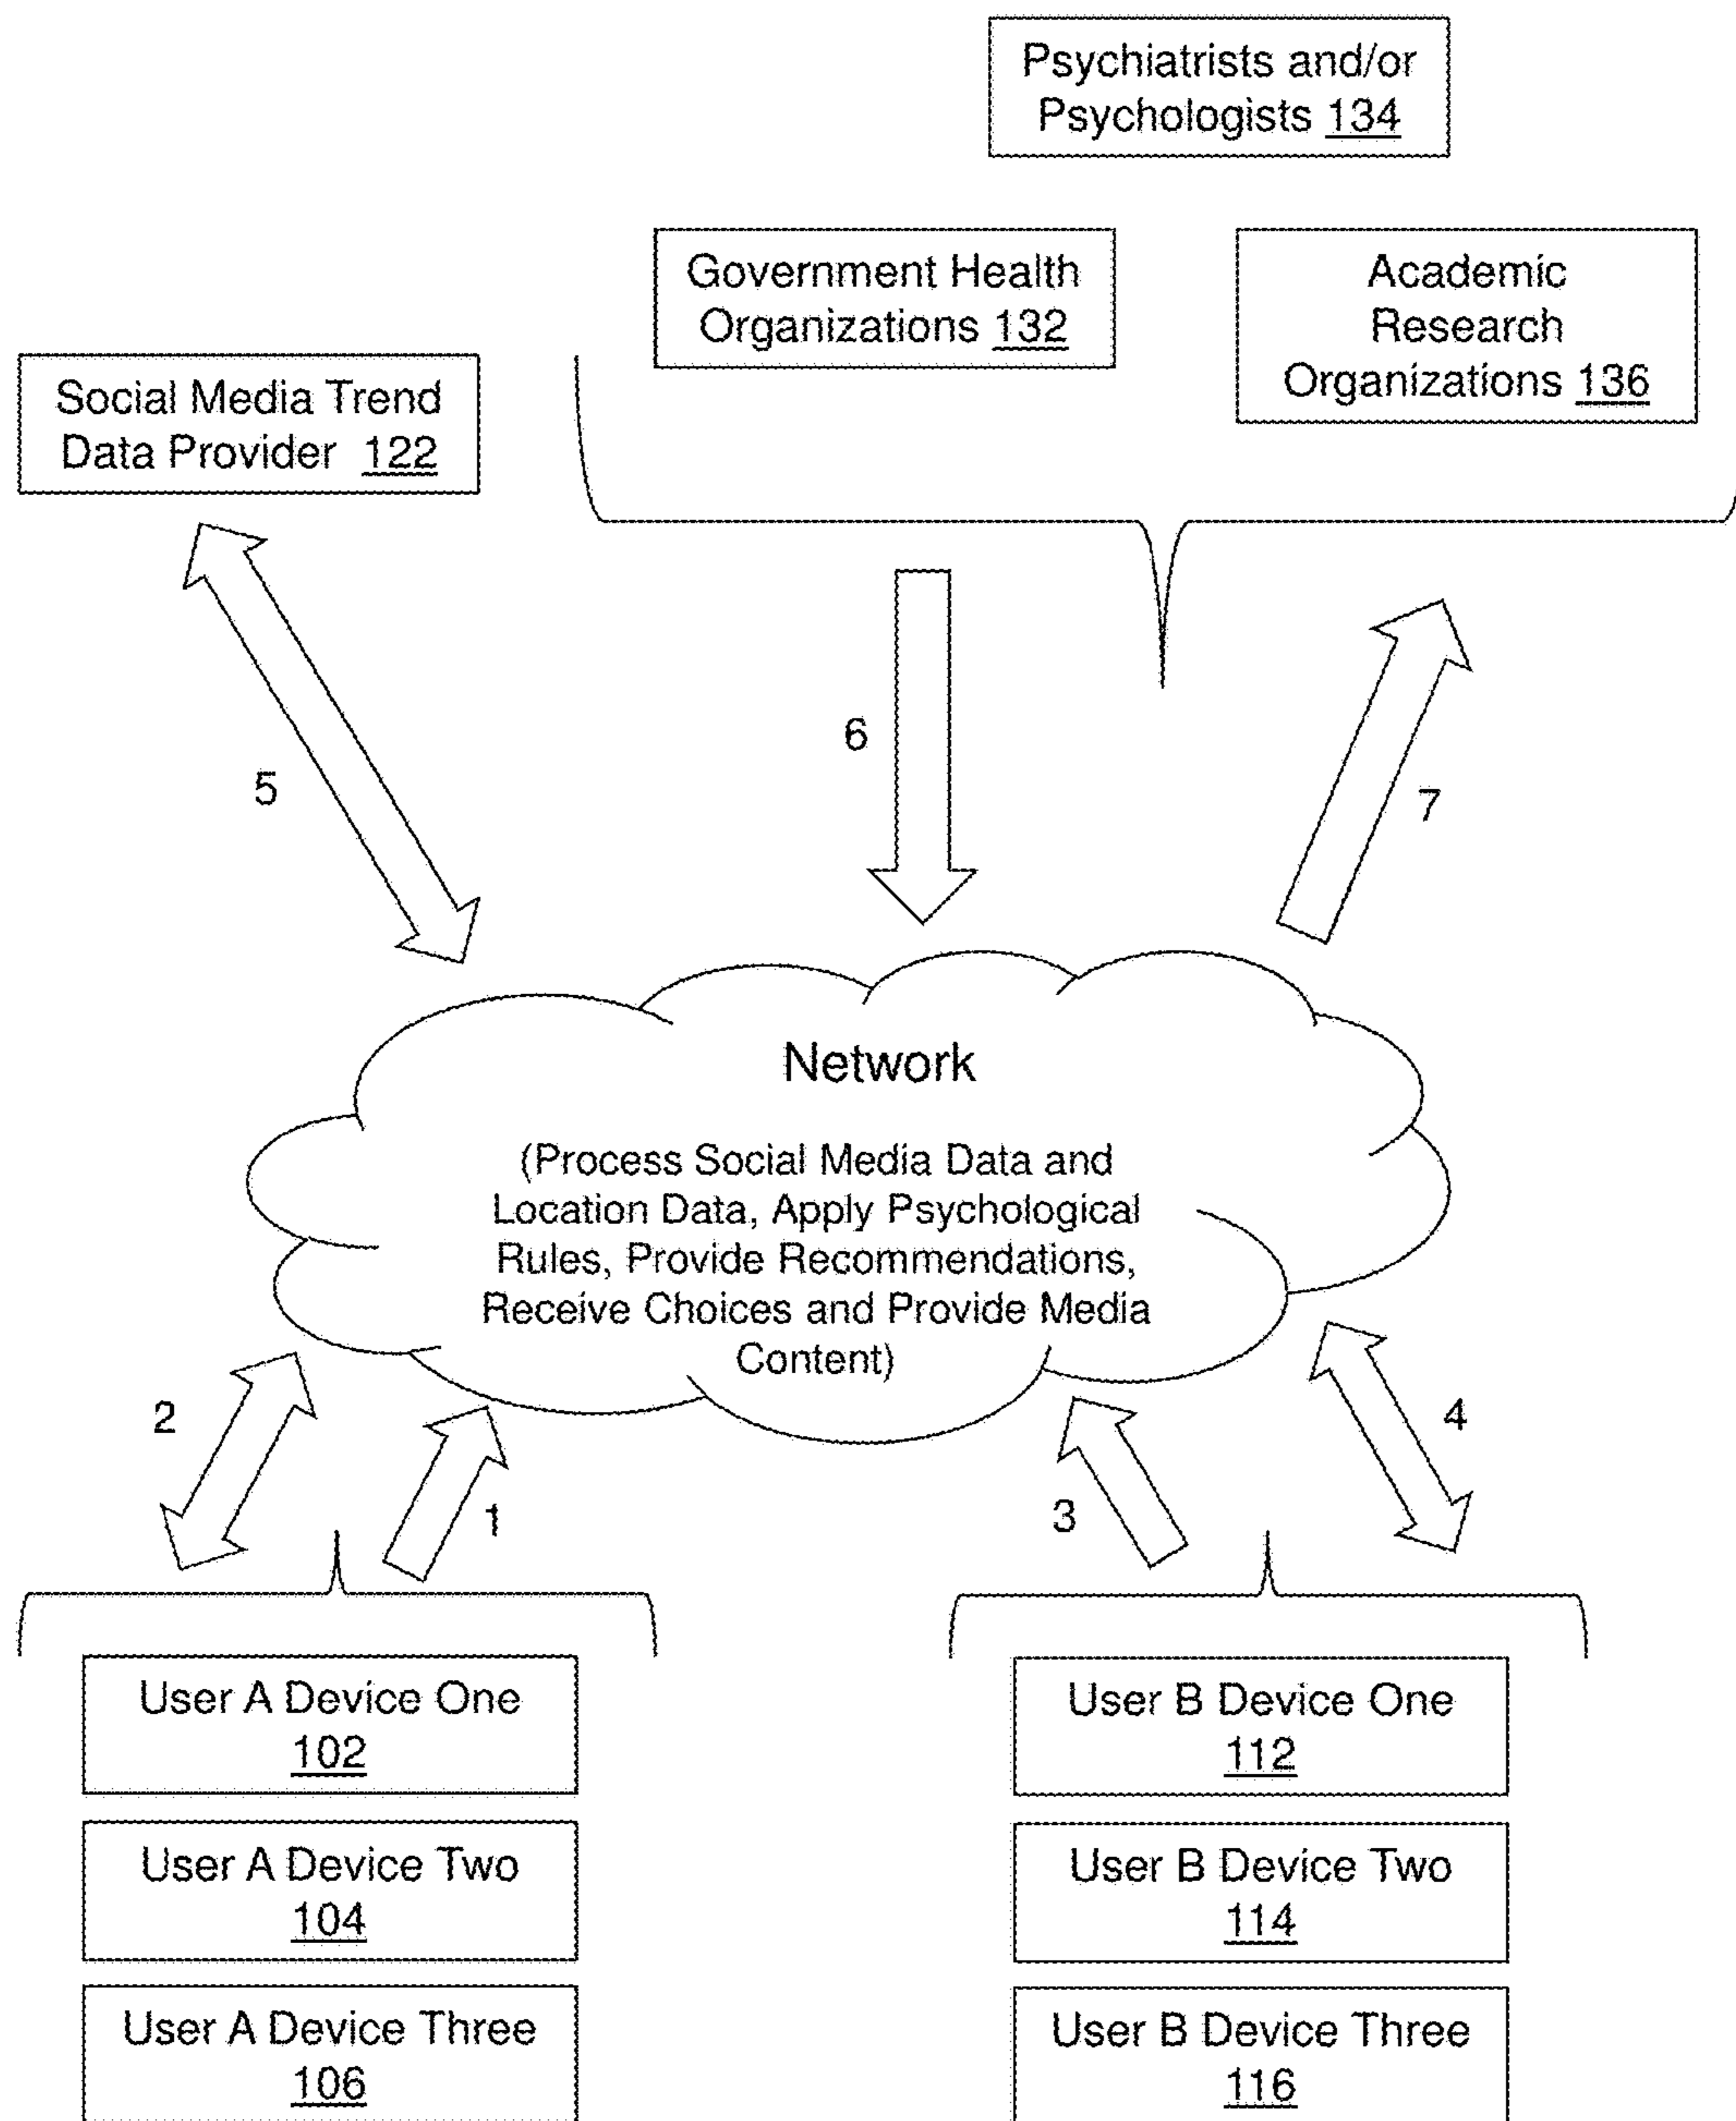 Psychiatrists and/or
Psychologists 134
Government Health
Organizations 132
Academic
Research
Organizations 136
Social Media Trend
Data Provider 122
5
6
7
Network
(Process Social Media Data and
Location Data, Apply Psychological
Rules, Provide Recommendations,
Receive Choices and Provide Media
Content)
2
1
3
4
User A Device One
102
User A Device Two
104
User A Device Three
106
User B Device One
112
User B Device Two
114
User B Device Three
116